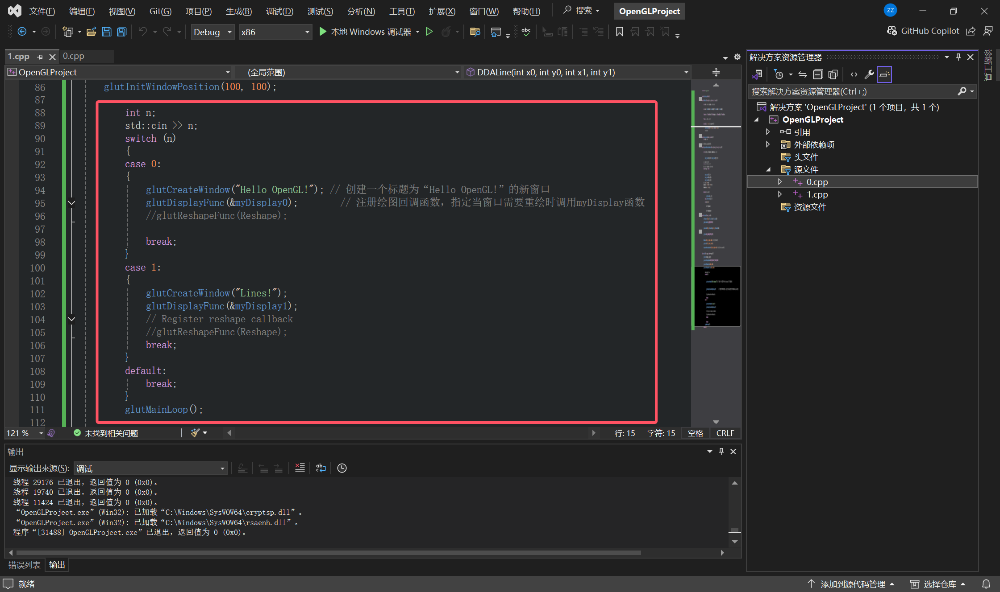 文件(F) 编辑(E) 视图(V) Git(G) 项目(P) 生成(B) 调试(D) 测试(S) 分析(N) 工具(T) 扩展(X) 窗口(W) 帮助(H) 搜索 OpenGLProject ZZ
Debug x86 本地 Windows 调试器 abc GitHub Copilot
1.cpp 0.cpp
OpenGLProject (全局范围) DDALine(int x0, int y0, int x1, int y1)
86 glutInitWindowPosition(100, 100);
87
88 int n;
89 std::cin >> n;
90 switch (n)
91 {
92 case 0:
93 {
94 glutCreateWindow("Hello OpenGL!"); // 创建一个标题为“Hello OpenGL!”的新窗口
95 glutDisplayFunc(&myDisplay0); // 注册绘图回调函数，指定当窗口需要重绘时调用myDisplay函数
96 //glutReshapeFunc(Reshape);
97
98 break;
99 }
100 case 1:
101 {
102 glutCreateWindow("Lines!");
103 glutDisplayFunc(&myDisplay1);
104 // Register reshape callback
105 //glutReshapeFunc(Reshape);
106 break;
107 }
108 default:
109 break;
110 }
111 glutMainLoop();
112
121 % 未找到相关问题 行: 15 字符: 15 空格 CRLF
输出
显示输出来源(S): 调试
线程 29176 已退出，返回值为 0 (0x0)。
线程 19740 已退出，返回值为 0 (0x0)。
线程 11424 已退出，返回值为 0 (0x0)。
“OpenGLProject.exe”(Win32): 已加载“C:\Windows\SysWOW64\cryptsp.dll”。
“OpenGLProject.exe”(Win32): 已加载“C:\Windows\SysWOW64\rsaenh.dll”。
程序“[31488] OpenGLProject.exe”已退出，返回值为 0 (0x0)。
错误列表 输出
解决方案资源管理器
搜索解决方案资源管理器(Ctrl+;)
解决方案 'OpenGLProject' (1 个项目，共 1 个)
OpenGLProject
引用
外部依赖项
头文件
源文件
0.cpp
1.cpp
资源文件
诊断工具
就绪 添加到源代码管理 选择仓库